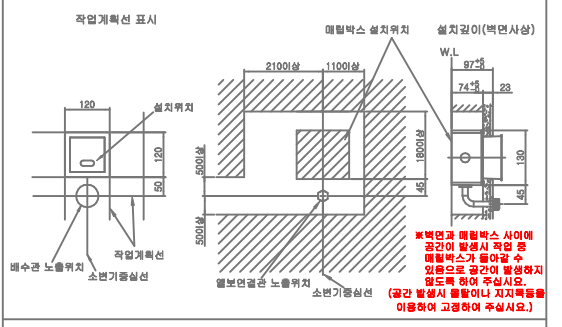 작업계획선 표시
매립박스 설치위치
설치깊이(벽면사상)
W.L
97 +5 -0
74 +5 -0
23
210이상
110이상
120
설치위치
120
50
50이상
50이상
180이상
45
130
45
작업계획선
배수관 노출위치
소변기중심선
엘보연결관 노출위치
소변기중심선
※벽면과 매립박스 사이에
공간이 발생시 작업 중
매립박스가 돌아갈 수
있음으로 공간이 발생하지
않도록 하여 주십시요.
(공간 발생시 몰탈이나 지지목등을
이용하여 고정하여 주십시요.)